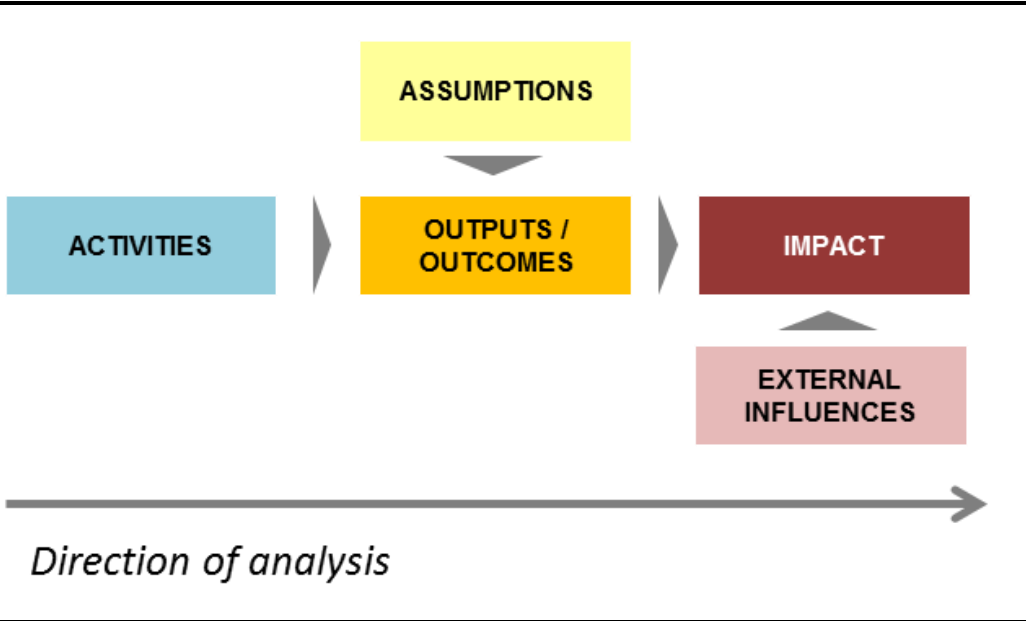 ASSUMPTIONS
ACTIVITIES
OUTPUTS /
OUTCOMES
IMPACT
EXTERNAL
INFLUENCES
Direction of analysis